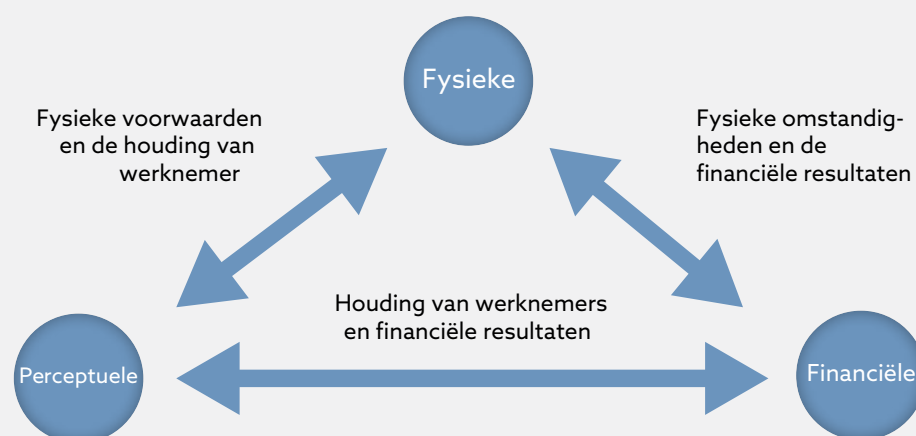 Fysieke
Fysieke voorwaarden
en de houding van
werknemer
Fysieke omstandig-
heden en de
financiële resultaten
Houding van werknemers
en financiële resultaten
Perceptuele
Financiële